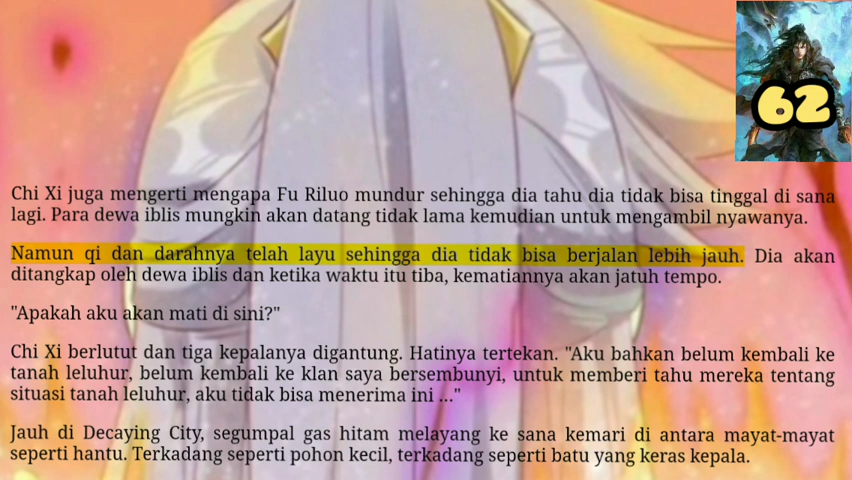 62
Chi Xi juga mengerti mengapa Fu Riluo mundur sehingga dia tahu dia tidak bisa tinggal di sana
lagi. Para dewa iblis mungkin akan datang tidak lama kemudian untuk mengambil nyawanya.
Namun qi dan darahnya telah layu sehingga dia tidak bisa berjalan lebih jauh. Dia akan
ditangkap oleh dewa iblis dan ketika waktu itu tiba, kematiannya akan jatuh tempo.
"Apakah aku akan mati di sini?"
Chi Xi berlutut dan tiga kepalanya digantung. Hatinya tertekan. "Aku bahkan belum kembali ke
tanah leluhur, belum kembali ke klan saya bersembunyi, untuk memberi tahu mereka tentang
situasi tanah leluhur, aku tidak bisa menerima ini ..."
Jauh di Decaying City, segumpal gas hitam melayang ke sana kemari di antara mayat-mayat
seperti hantu. Terkadang seperti pohon kecil, terkadang seperti batu yang keras kepala.